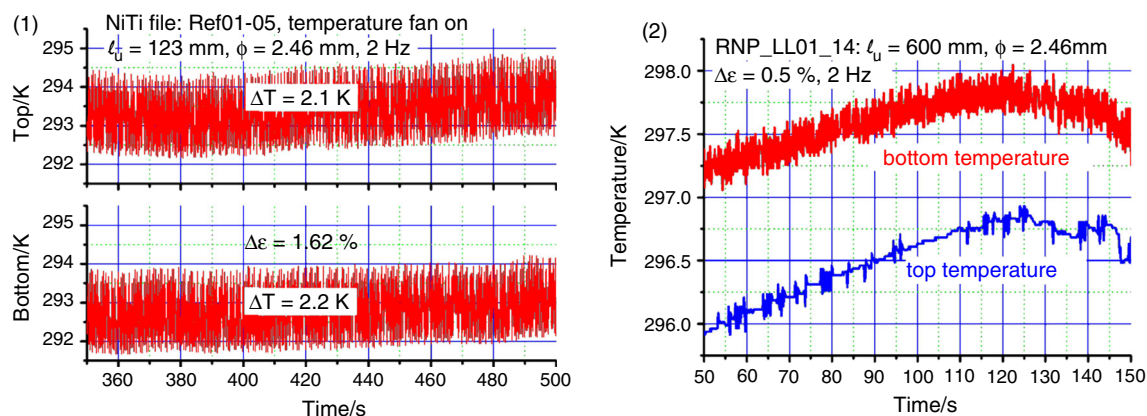 (1) NiTi file: Ref01-05, temperature fan on
ℓu = 123 mm, ϕ = 2.46 mm, 2 Hz
295
294
293
292
Top/K
ΔT = 2.1 K
295
294
293
292
Bottom/K
Δε = 1.62 %
ΔT = 2.2 K
360 380 400 420 440 460 480 500
Time/s
(2)
RNP_LL01_14: ℓu = 600 mm, ϕ = 2.46mm
Δε = 0.5 %, 2 Hz
298.0
297.5
297.0
296.5
296.0
Temperature/K
bottom temperature
top temperature
50 60 70 80 90 100 110 120 130 140 150
Time/s